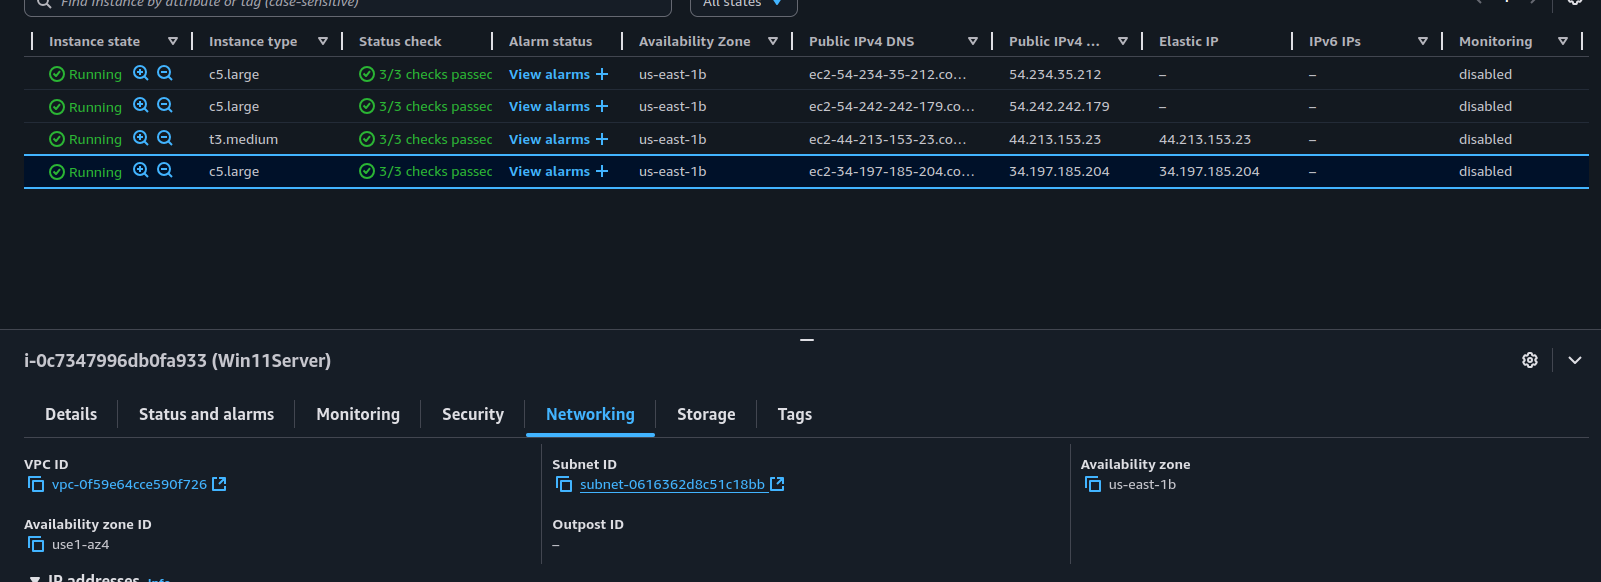 Find Instance by attribute or tag (case-sensitive) All states
Instance state Instance type Status check Alarm status Availability Zone Public IPv4 DNS Public IPv4 ... Elastic IP IPv6 IPs Monitoring
Running c5.large 3/3 checks passec View alarms + us-east-1b ec2-54-234-35-212.co... 54.234.35.212 – – disabled
Running c5.large 3/3 checks passec View alarms + us-east-1b ec2-54-242-242-179.co... 54.242.242.179 – – disabled
Running t3.medium 3/3 checks passec View alarms + us-east-1b ec2-44-213-153-23.co... 44.213.153.23 44.213.153.23 – disabled
Running c5.large 3/3 checks passec View alarms + us-east-1b ec2-34-197-185-204.co... 34.197.185.204 34.197.185.204 – disabled
i-0c7347996db0fa933 (Win11Server)
Details Status and alarms Monitoring Security Networking Storage Tags
VPC ID Subnet ID Availability zone
vpc-0f59e64cce590f726 subnet-0616362d8c51c18bb us-east-1b
Availability zone ID Outpost ID
use1-az4 –
IP addresses Info